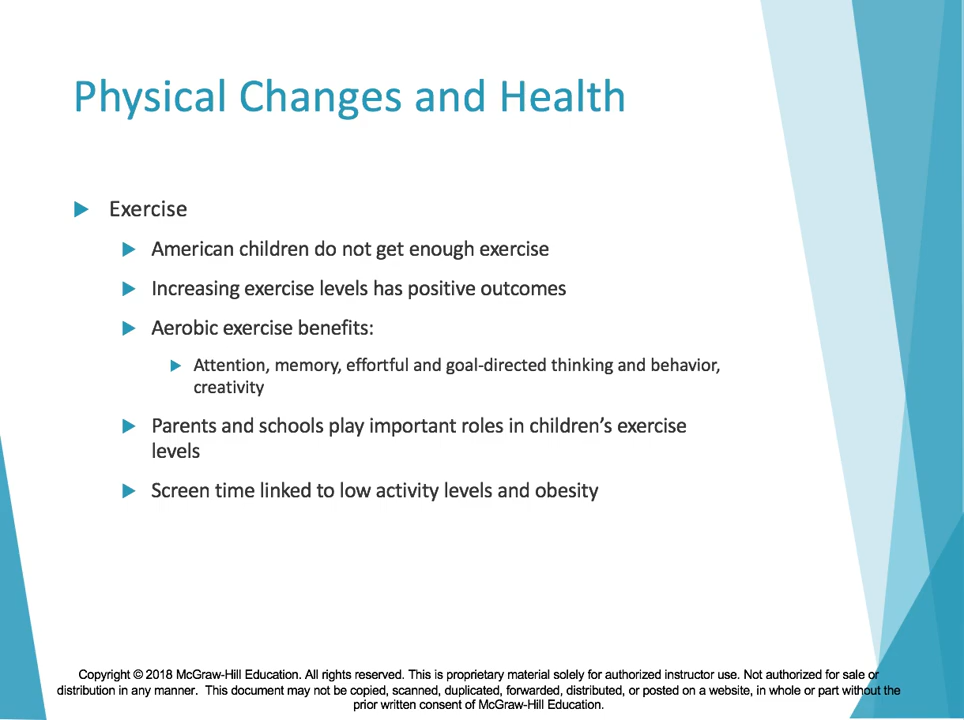 Physical Changes and Health
Exercise
American children do not get enough exercise
Increasing exercise levels has positive outcomes
Aerobic exercise benefits:
Attention, memory, effortful and goal-directed thinking and behavior,
creativity
Parents and schools play important roles in children’s exercise
levels
Screen time linked to low activity levels and obesity
Copyright © 2018 McGraw-Hill Education. All rights reserved. This is proprietary material solely for authorized instructor use. Not authorized for sale or
distribution in any manner.  This document may not be copied, scanned, duplicated, forwarded, distributed, or posted on a website, in whole or part without the
prior written consent of McGraw-Hill Education.